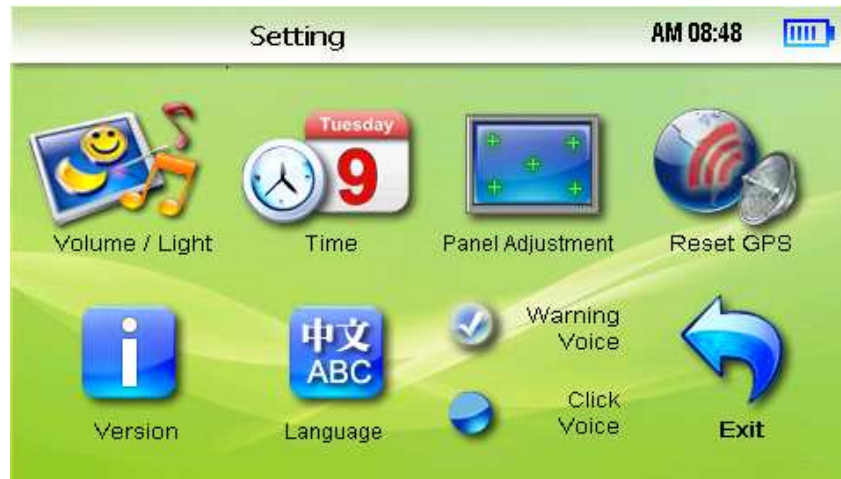 Setting
AM 08:48
Tuesday
9
Volume / Light
Time
Panel Adjustment
Reset GPS
i
中文
ABC
Warning
Voice
Click
Voice
Version
Language
Exit